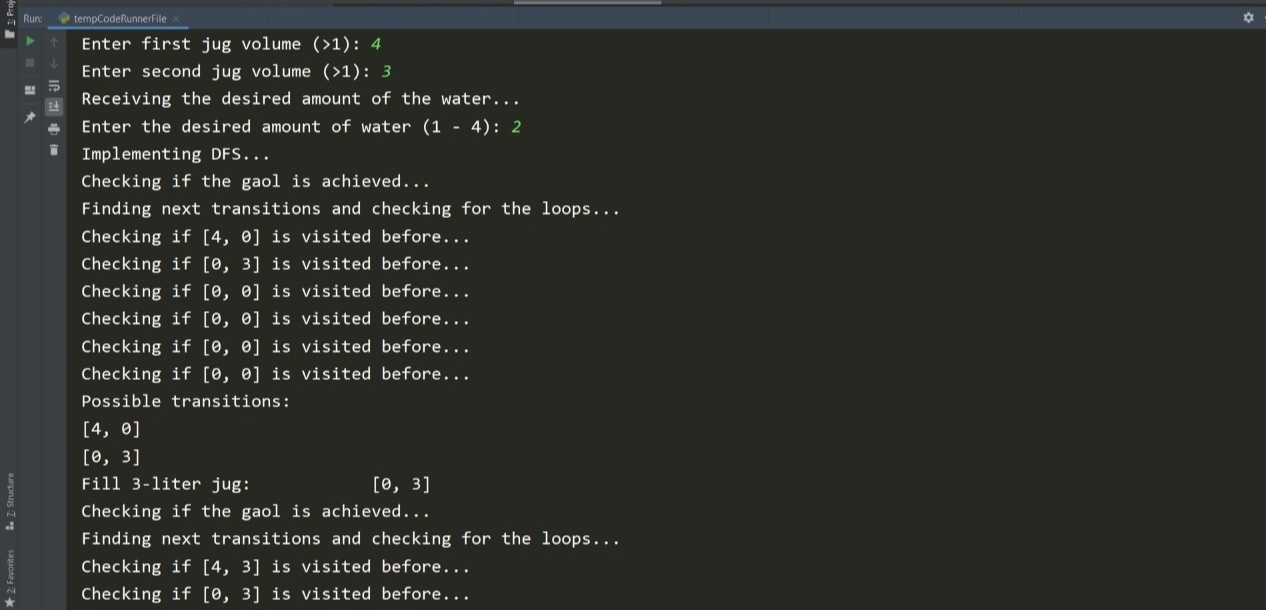 1: Proj
Run: tempCodeRunnerFile ×
Enter first jug volume (>1): 4
Enter second jug volume (>1): 3
Receiving the desired amount of the water...
Enter the desired amount of water (1 - 4): 2
Implementing DFS...
Checking if the gaol is achieved...
Finding next transitions and checking for the loops...
Checking if [4, 0] is visited before...
Checking if [0, 3] is visited before...
Checking if [0, 0] is visited before...
Checking if [0, 0] is visited before...
Checking if [0, 0] is visited before...
Checking if [0, 0] is visited before...
Possible transitions:
[4, 0]
[0, 3]
Fill 3-liter jug: [0, 3]
Checking if the gaol is achieved...
Finding next transitions and checking for the loops...
Checking if [4, 3] is visited before...
Checking if [0, 3] is visited before...
Z: Structure
2: Favorites